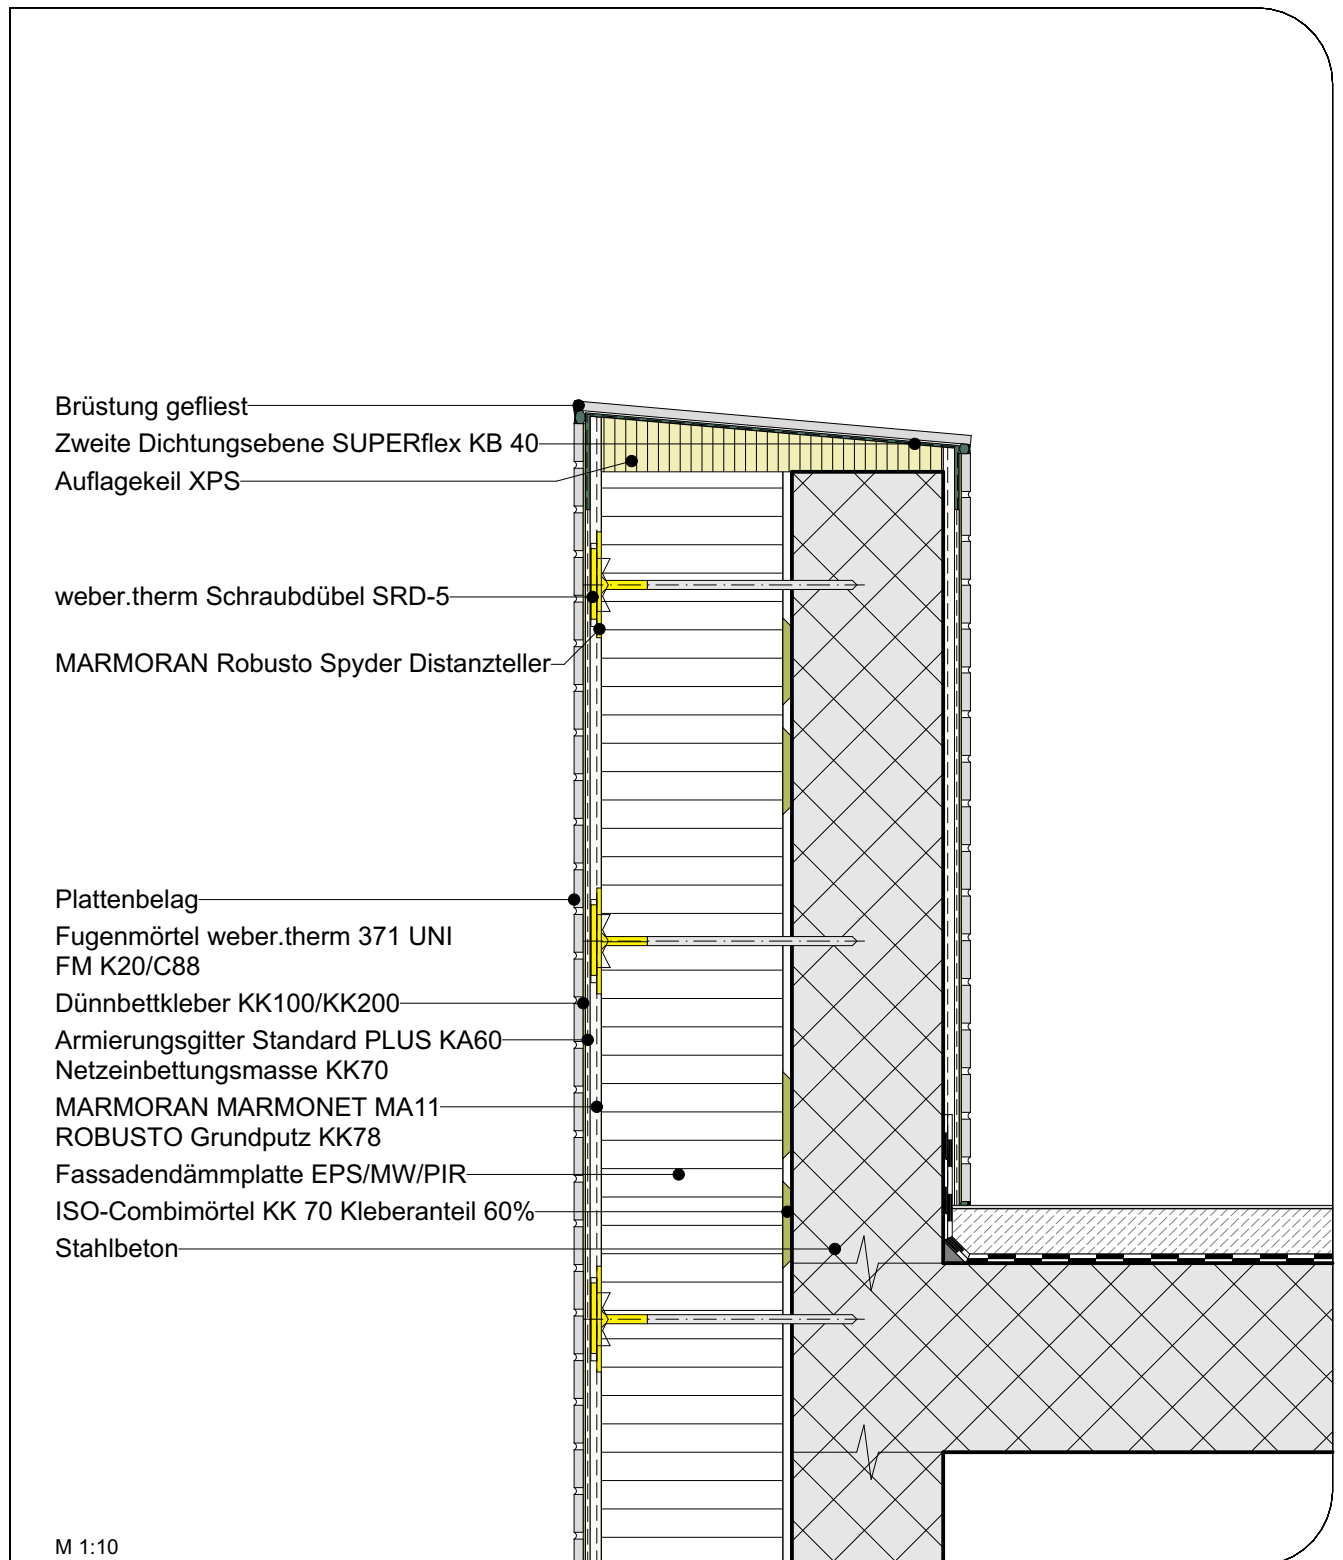 Brüstung gefliest
Zweite Dichtungsebene SUPERflex KB 40
Auflagekeil XPS
weber.therm Schraubdübel SRD-5
MARMORAN Robusto Spyder Distanzteller
Plattenbelag
Fugenmörtel weber.therm 371 UNI
FM K20/C88
Dünnbettkleber KK100/KK200
Armierungsgitter Standard PLUS KA60
Netzeinbettungsmasse KK70
MARMORAN MARMONET MA11
ROBUSTO Grundputz KK78
Fassadendämmplatte EPS/MW/PIR
ISO-Combimörtel KK 70 Kleberanteil 60%
Stahlbeton
M 1:10